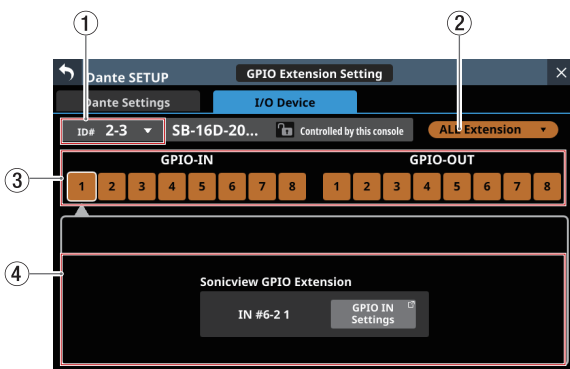 ① ②
Dante SETUP GPIO Extension Setting ×
Dante Settings I/O Device
ID# 2-3 ▼ SB-16D-20... Controlled by this console ALL Extension ▼
③
GPIO-IN GPIO-OUT
1 2 3 4 5 6 7 8 1 2 3 4 5 6 7 8
④
Sonicview GPIO Extension
IN #6-2 1 GPIO IN
Settings